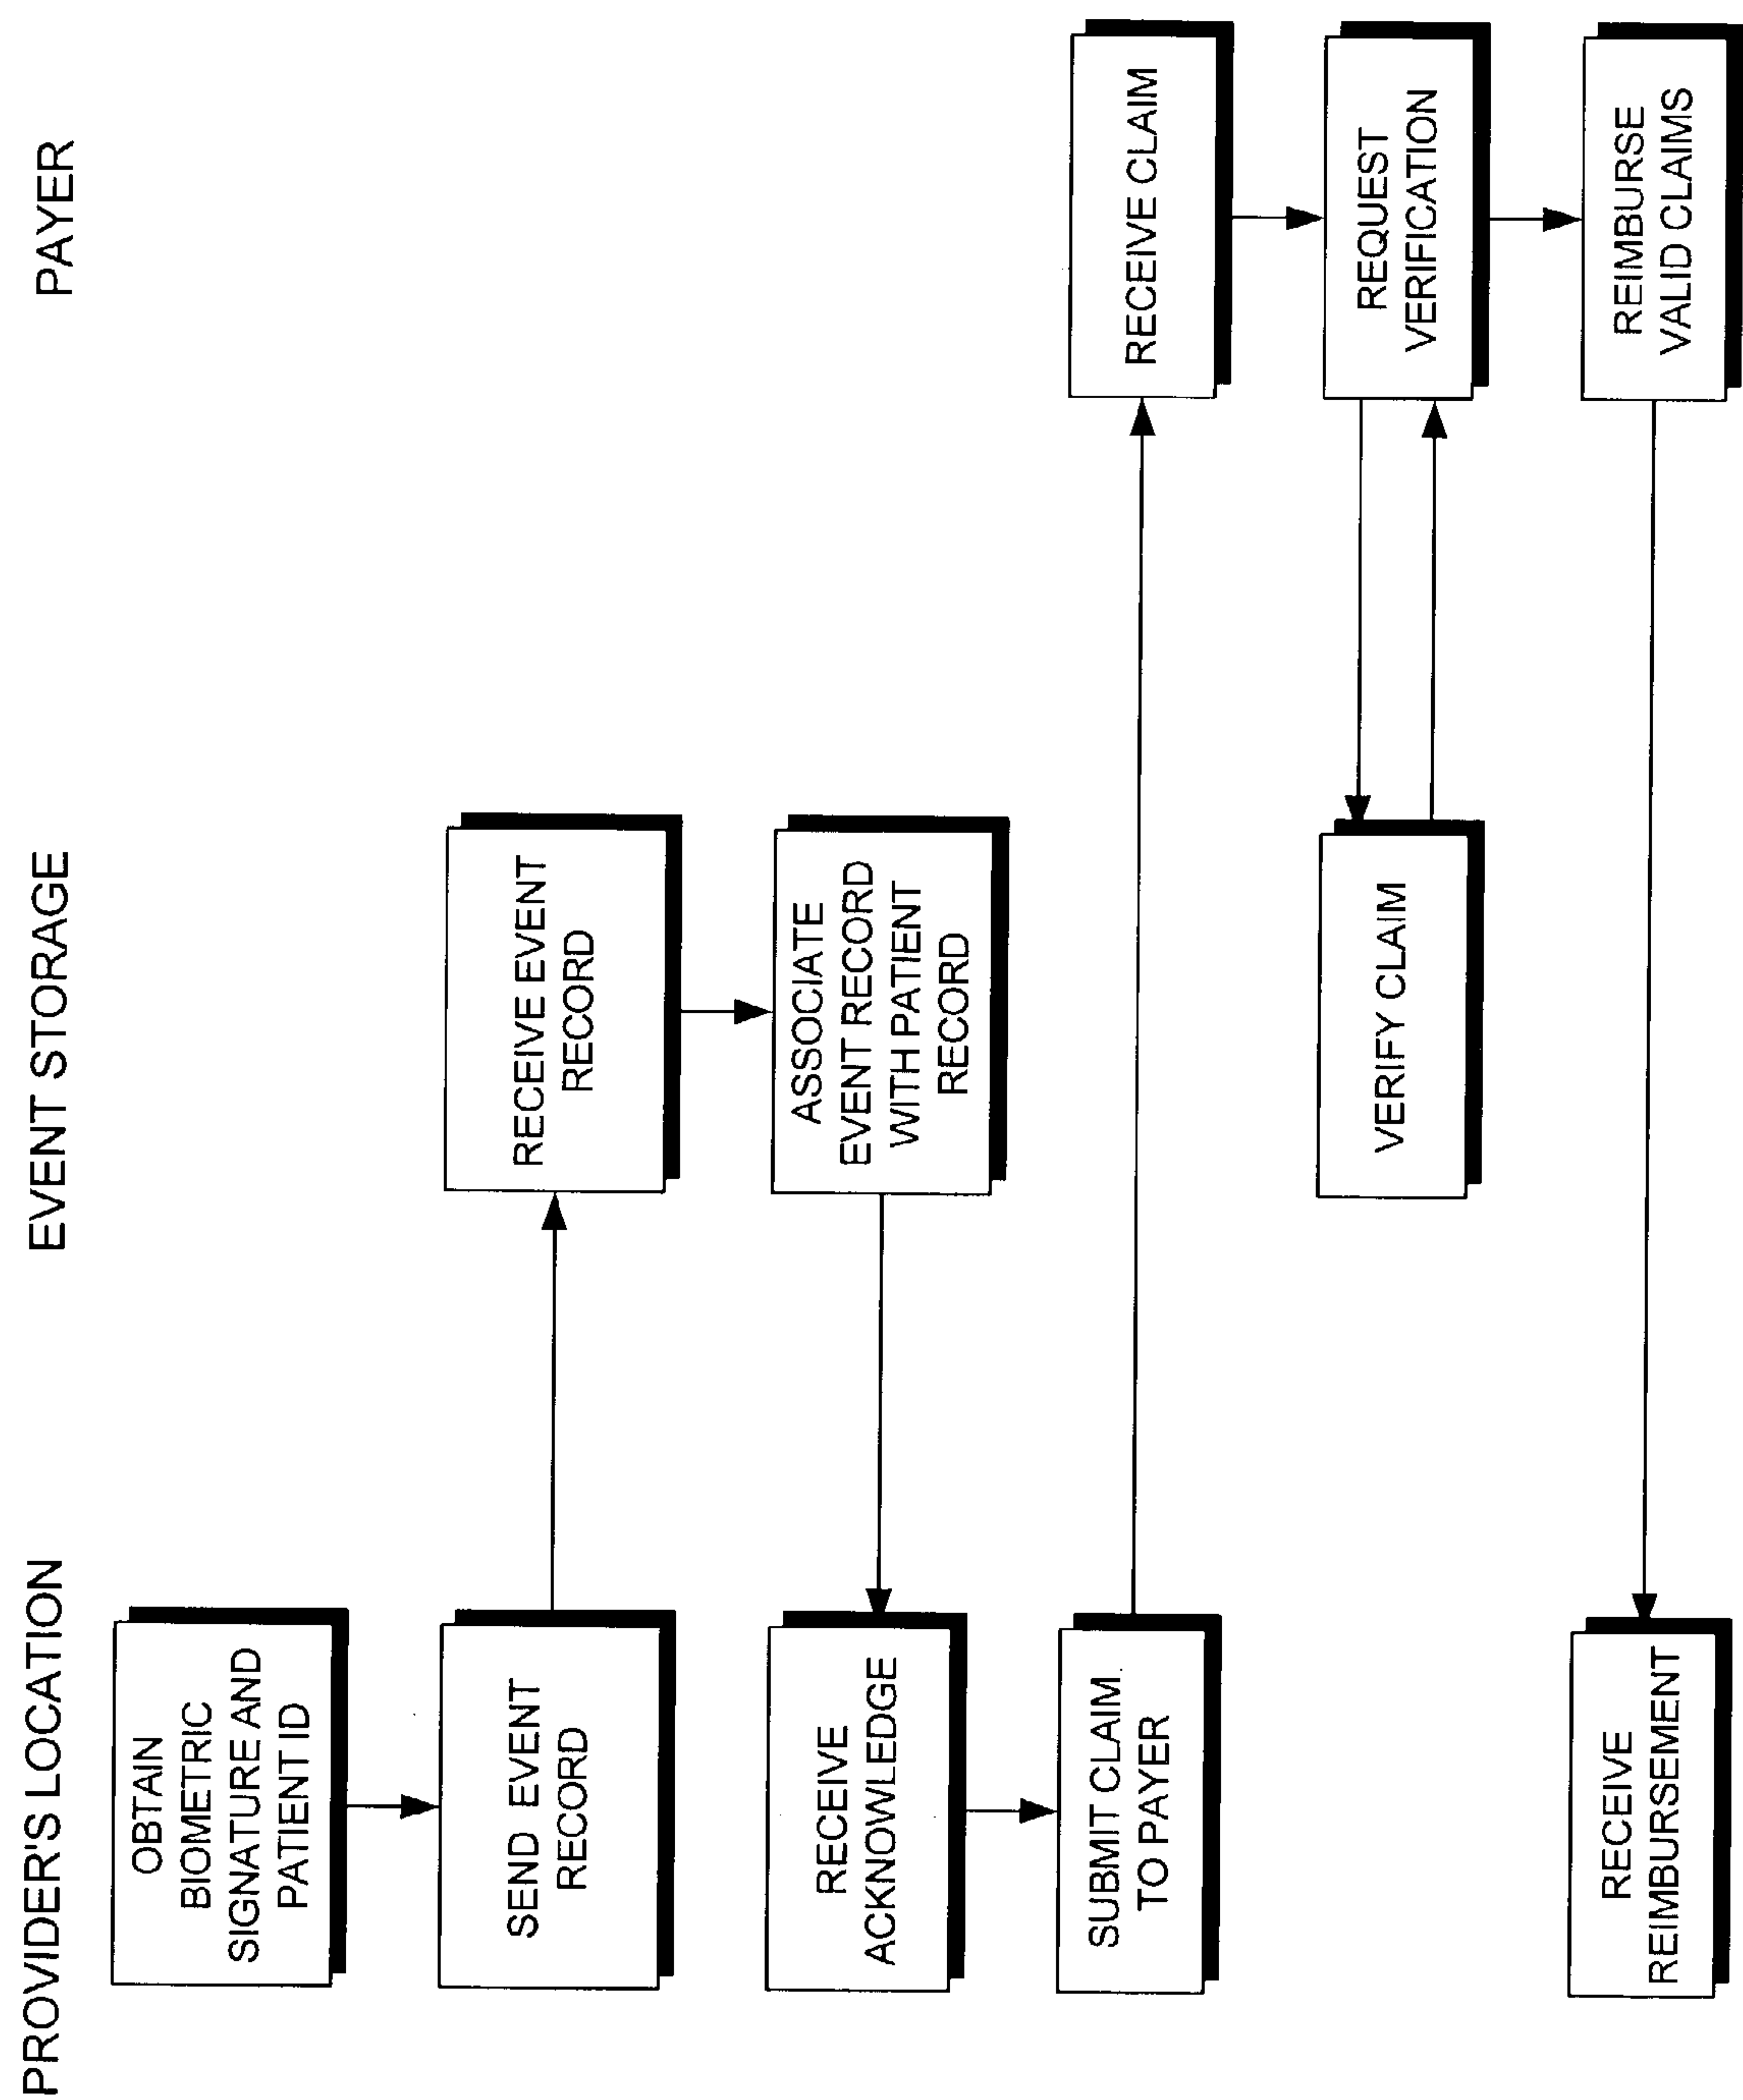 PROVIDER'S LOCATION
EVENT STORAGE
PAYER
OBTAIN
BIOMETRIC
SIGNATURE AND
PATIENT ID
SEND EVENT
RECORD
RECEIVE EVENT
RECORD
ASSOCIATE
EVENT RECORD
WITH PATIENT
RECORD
RECEIVE
ACKNOWLEDGE
SUBMIT CLAIM
TO PAYER
RECEIVE CLAIM
REQUEST
VERIFICATION
VERIFY CLAIM
REIMBURSE
VALID CLAIMS
RECEIVE
REIMBURSEMENT